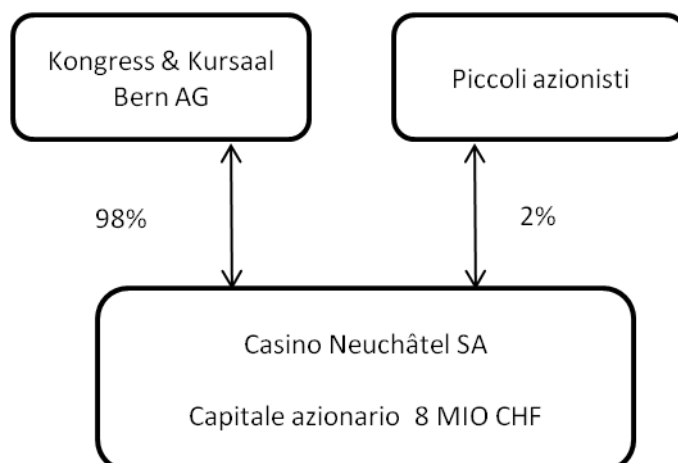 Kongress & Kursaal
Bern AG
Piccoli azionisti
98%
2%
Casino Neuchâtel SA
Capitale azionario 8 MIO CHF